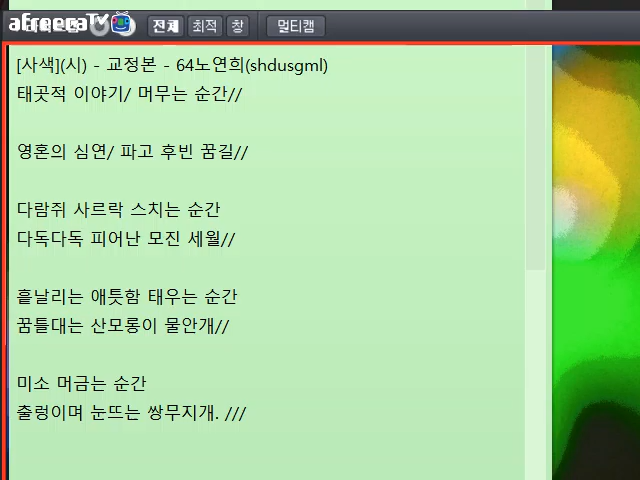 afreecaTV 전체 최적 창 멀티캠
[사색](시) - 교정본 - 64노연희(shdusgml)
태곳적 이야기/ 머무는 순간//
영혼의 심연/ 파고 후빈 꿈길//
다람쥐 사르락 스치는 순간
다독다독 피어난 모진 세월//
흩날리는 애틋함 태우는 순간
꿈틀대는 산모롱이 물안개//
미소 머금는 순간
출렁이며 눈뜨는 쌍무지개. ///